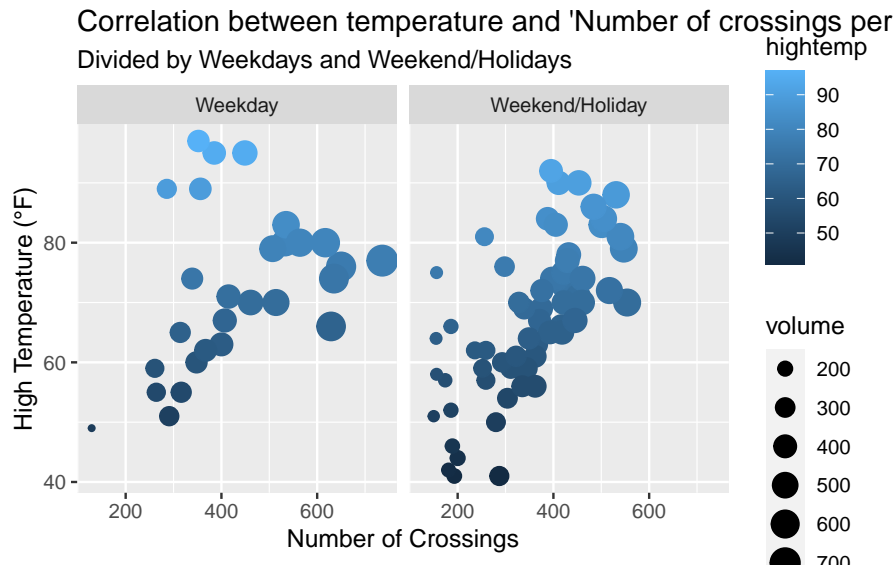 Correlation between temperature and 'Number of crossings per
Divided by Weekdays and Weekend/Holidays
hightemp
90
80
70
60
50
Weekday
Weekend/Holiday
High Temperature (°F)
80
60
40
200
400
600
200
400
600
Number of Crossings
volume
200
300
400
500
600
700